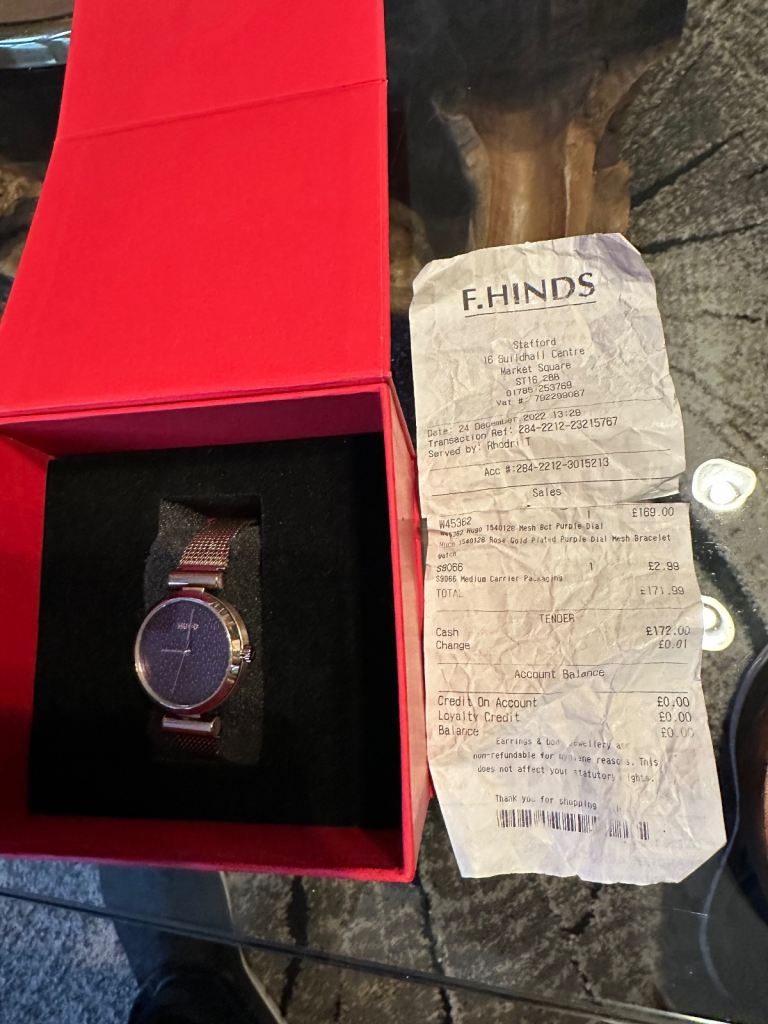 HUGO
F.HINDS
Stafford
16 Guildhall Centre
Market Square
ST16 2BB
01785 253769
Vat #: 792299087
Date: 24 December 2022 13:29
Transaction Ref: 284-2212-23215767
Served by: Rhodri T
Acc #:284-2212-3015213
Sales
W45362 1 £169.00
W45362 Hugo 1540128 Mesh Bct Purple Dial
Hugo 1540128 Rose Gold Plated Purple Dial Mesh Bracelet
Watch
S9066 1 £2.99
S9066 Medium Carrier Packaging
TOTAL £171.99
TENDER
Cash £172.00
Change £0.01
Account Balance
Credit On Account £0.00
Loyalty Credit £0.00
Balance £0.00
Earrings & body jewellery are
non-refundable for hygiene reasons. This
does not affect your statutory rights.
Thank you for shopping